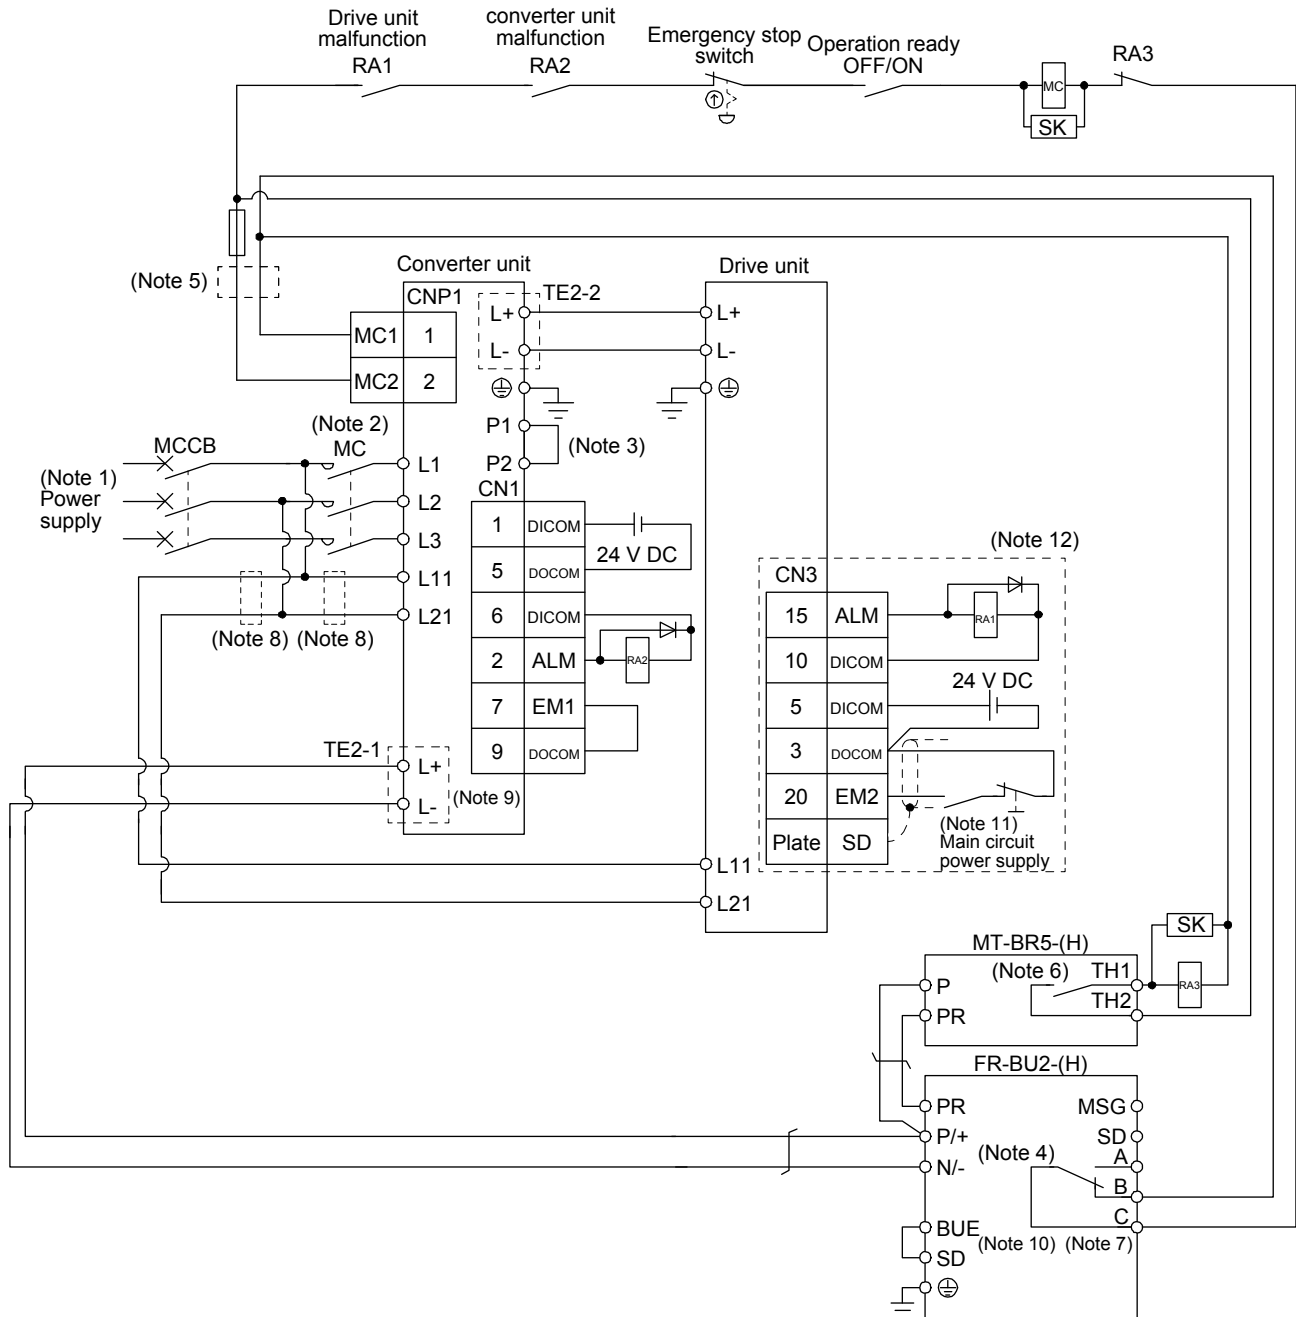 Drive unit
malfunction
RA1
converter unit
malfunction
RA2
Emergency stop
switch
Operation ready
OFF/ON
MC
SK
RA3
(Note 5)
Converter unit
Drive unit
CNP1
MC1 1
MC2 2
TE2-2
L+
L-
L+
L-
P1
P2
(Note 3)
(Note 2)
MCCB
MC
(Note 1)
Power
supply
L1
L2
L3
L11
L21
(Note 8) (Note 8)
CN1
1 DICOM
5 DOCOM
6 DICOM
2 ALM
7 EM1
9 DOCOM
24 V DC
RA2
TE2-1
L+
L-
(Note 9)
(Note 12)
CN3
15 ALM
10 DICOM
5 DICOM
3 DOCOM
20 EM2
Plate SD
RA1
24 V DC
(Note 11)
Main circuit
power supply
L11
L21
SK
MT-BR5-(H)
(Note 6)
TH1
TH2
RA3
P
PR
FR-BU2-(H)
PR
P/+
N/-
MSG
SD
(Note 4)
A
B
C
BUE
SD
(Note 10) (Note 7)